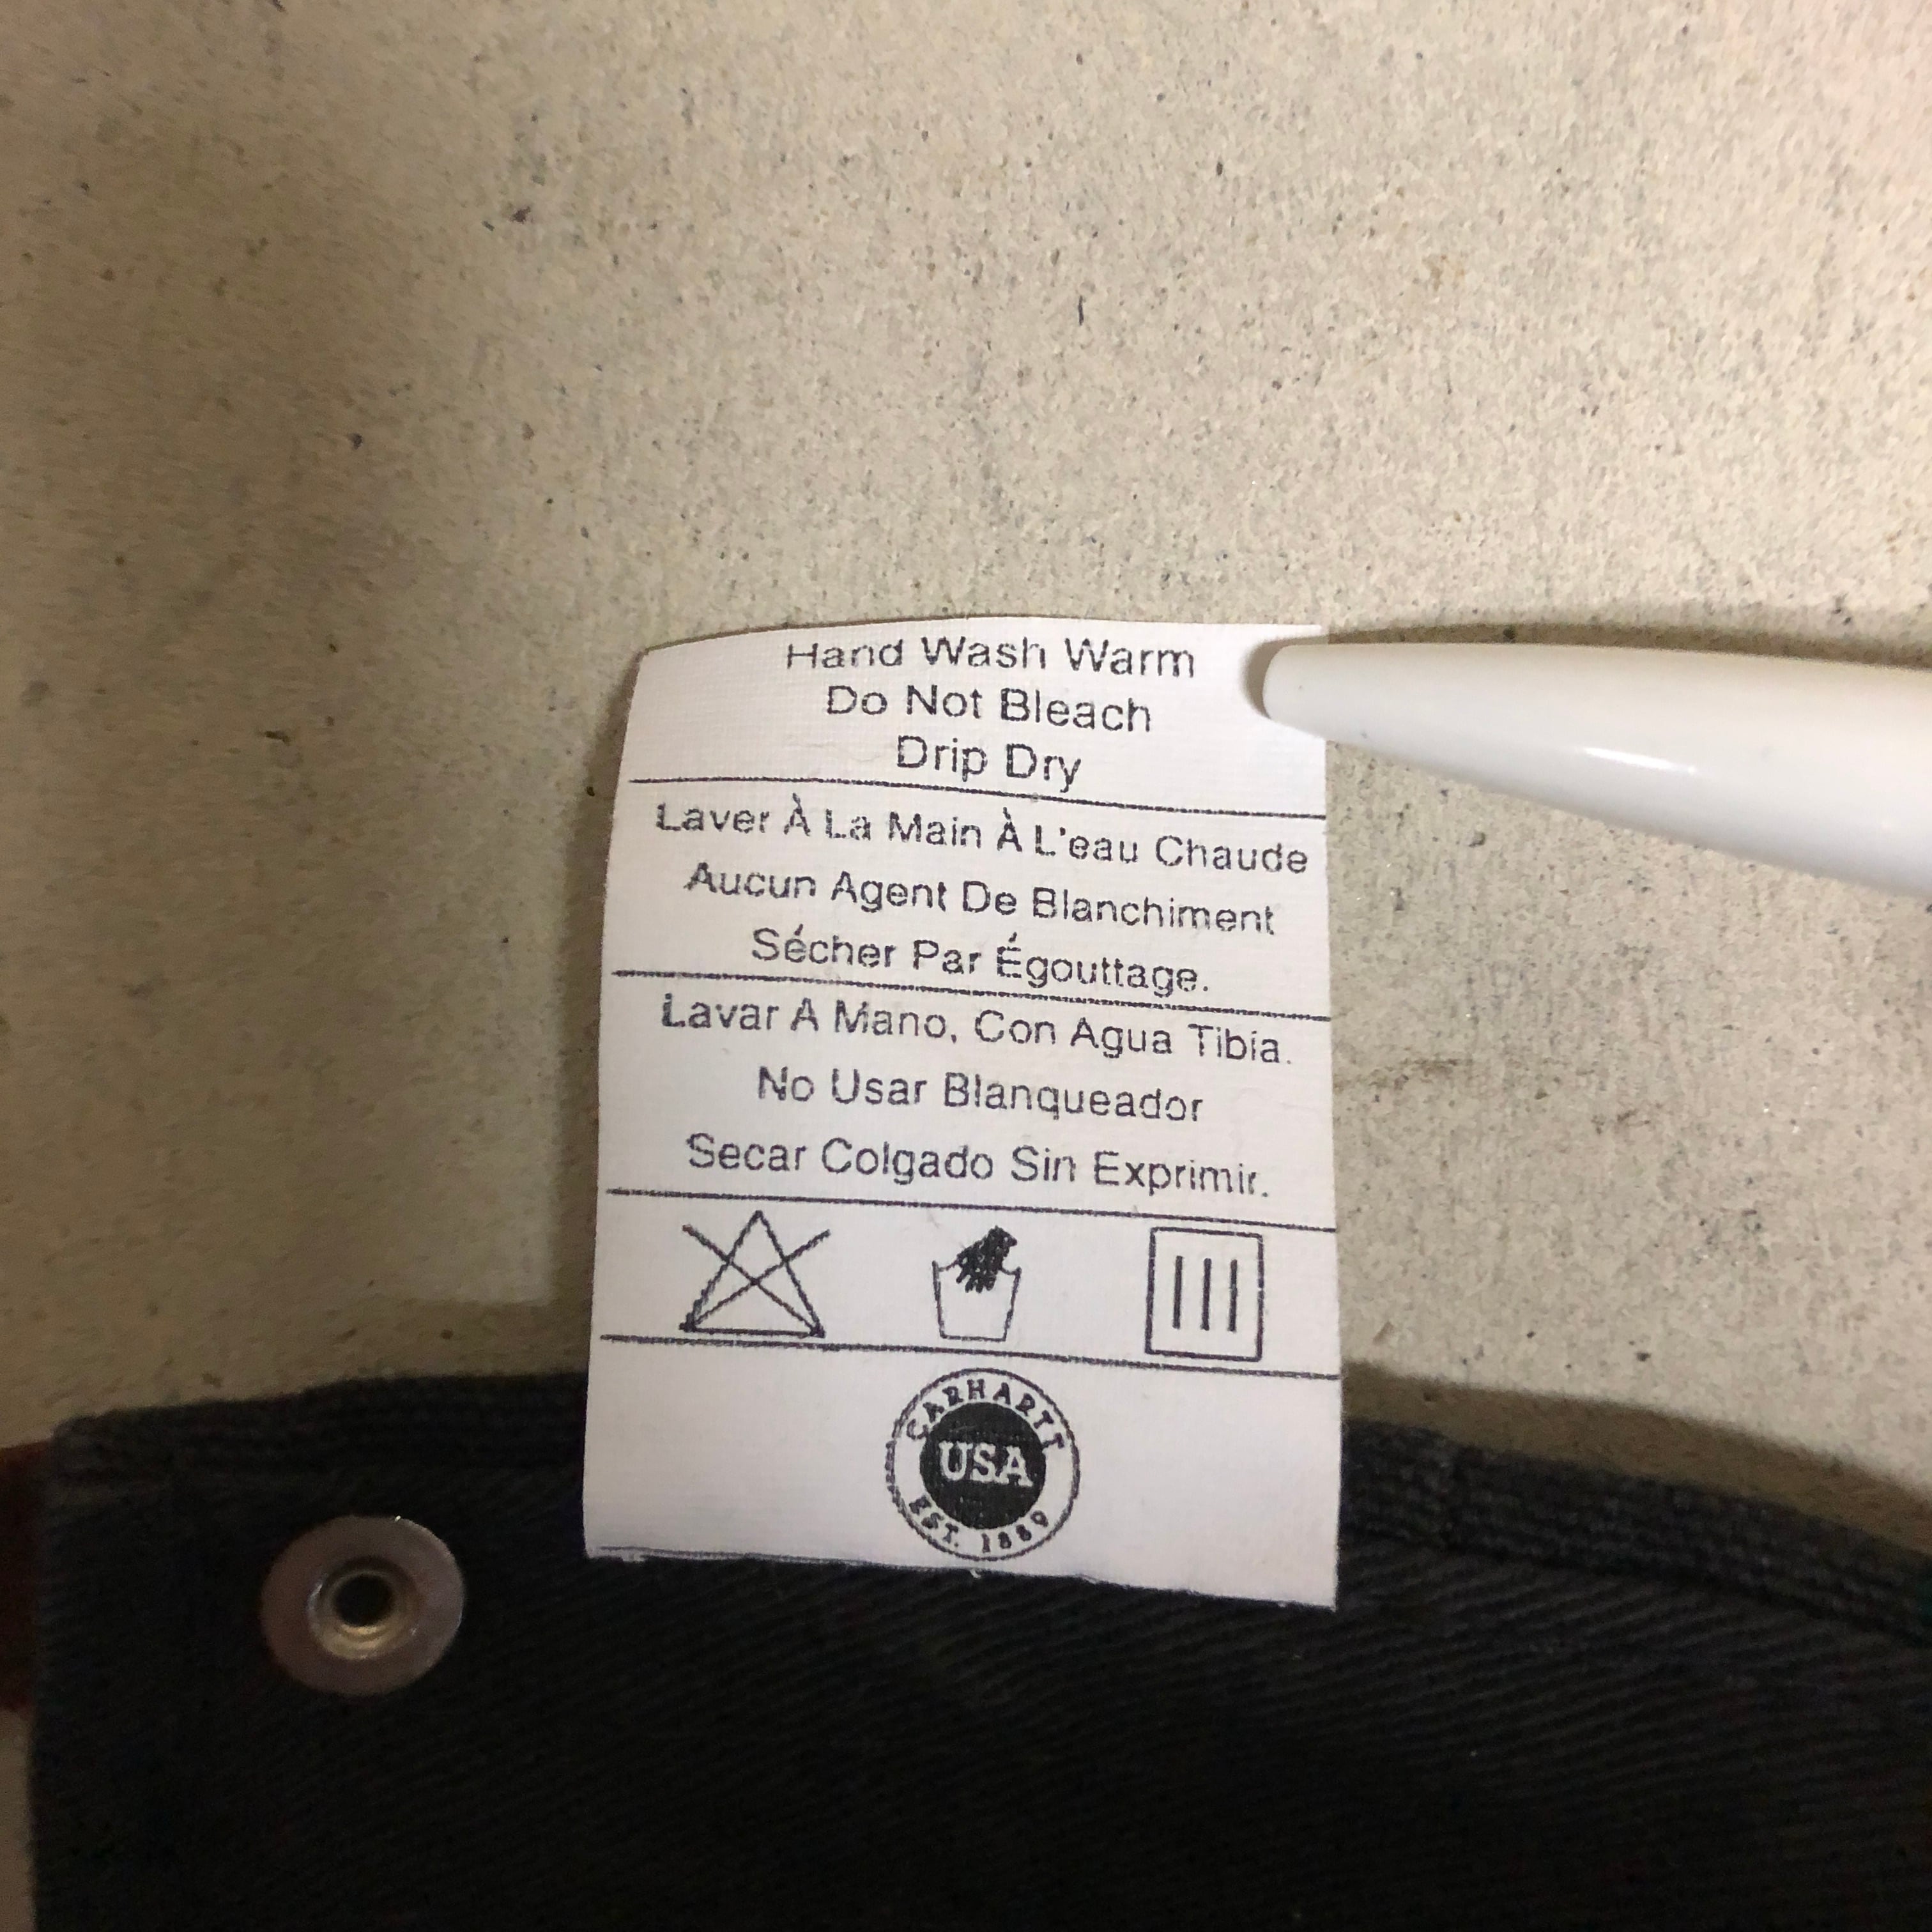 Hand Wash Warm
Do Not Bleach
Drip Dry
Laver À La Main À L'eau Chaude
Aucun Agent De Blanchiment
Sécher Par Égouttage.
Lavar A Mano, Con Agua Tibia.
No Usar Blanqueador
Secar Colgado Sin Exprimir.
CARHARTT
USA
EST. 1889